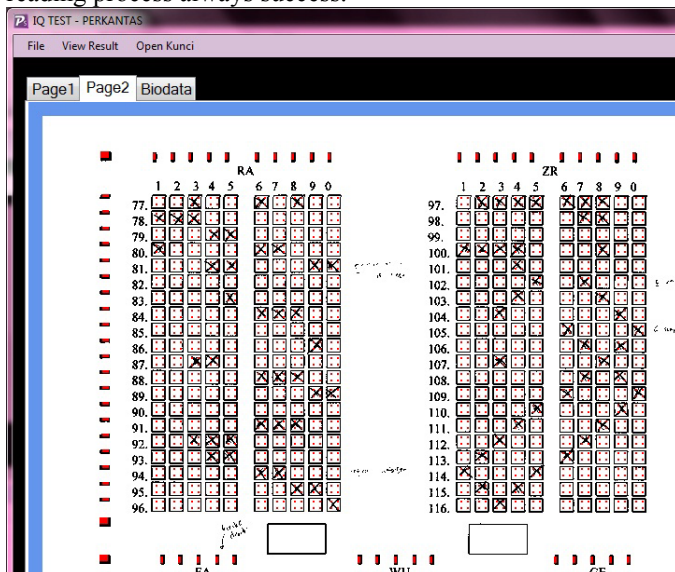 reading process always success.
IQ TEST - PERKANTAS
File View Result Open Kunci
Page1 Page2 Biodata
RA ZR
1 2 3 4 5 6 7 8 9 0 1 2 3 4 5 6 7 8 9 0
77. 97.
78. 98.
79. 99.
80. 100.
81. 101.
82. 102.
83. 103.
84. 104.
85. 105.
86. 106.
87. 107.
88. 108.
89. 109.
90. 110.
91. 111.
92. 112.
93. 113.
94. 114.
95. 115.
96. 116.
FA WU GE